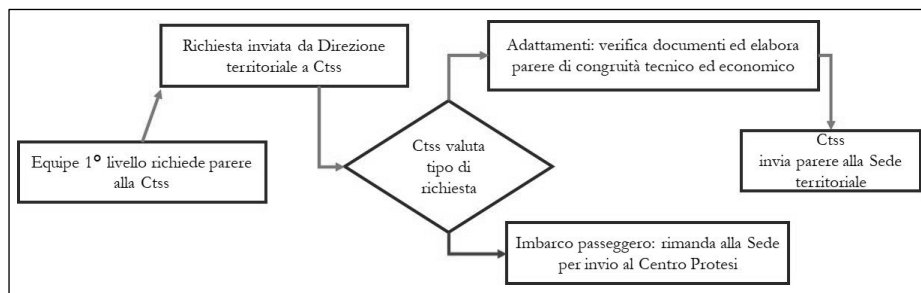 Richiesta inviata da Direzione
territoriale a Ctss
Adattamenti: verifica documenti ed elabora
parere di congruità tecnico ed economico
Equipe 1° livello richiede parere
alla Ctss
Ctss valuta
tipo di
richiesta
Ctss
invia parere alla Sede
territoriale
Imbarco passeggero: rimanda alla Sede
per invio al Centro Protesi